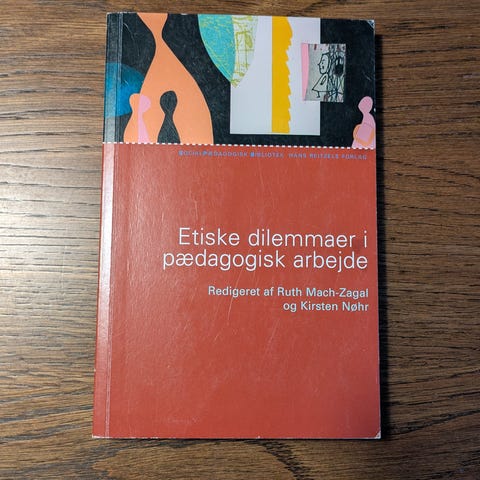 SOCIALPÆDAGOGISK BIBLIOTEK HANS REITZELS FORLAG
Etiske dilemmaer i
pædagogisk arbejde
Redigeret af Ruth Mach-Zagal
og Kirsten Nøhr